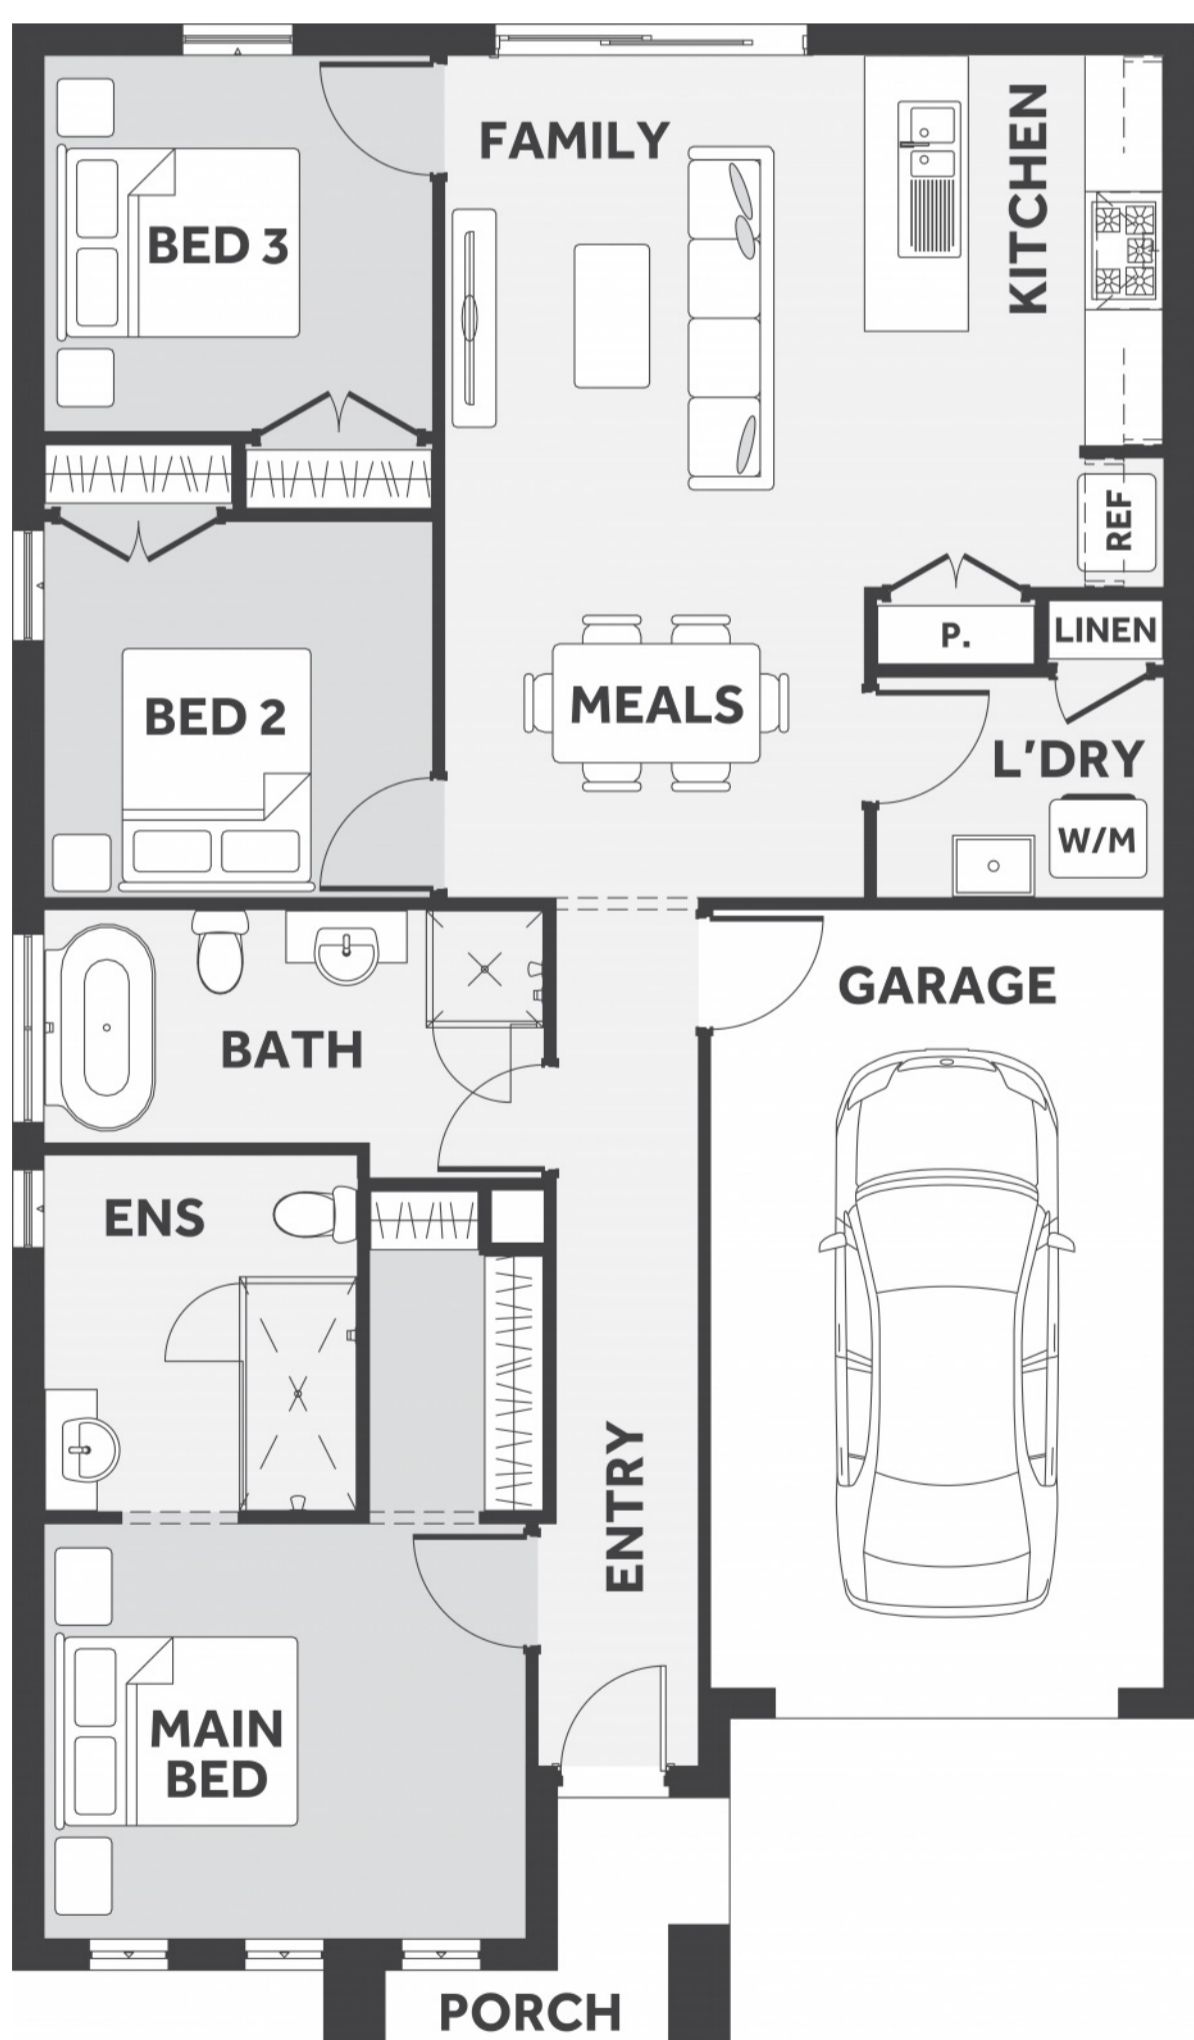 FAMILY
KITCHEN
BED 3
REF
P.
LINEN
BED 2
MEALS
L'DRY
W/M
GARAGE
BATH
ENS
ENTRY
MAIN
BED
PORCH